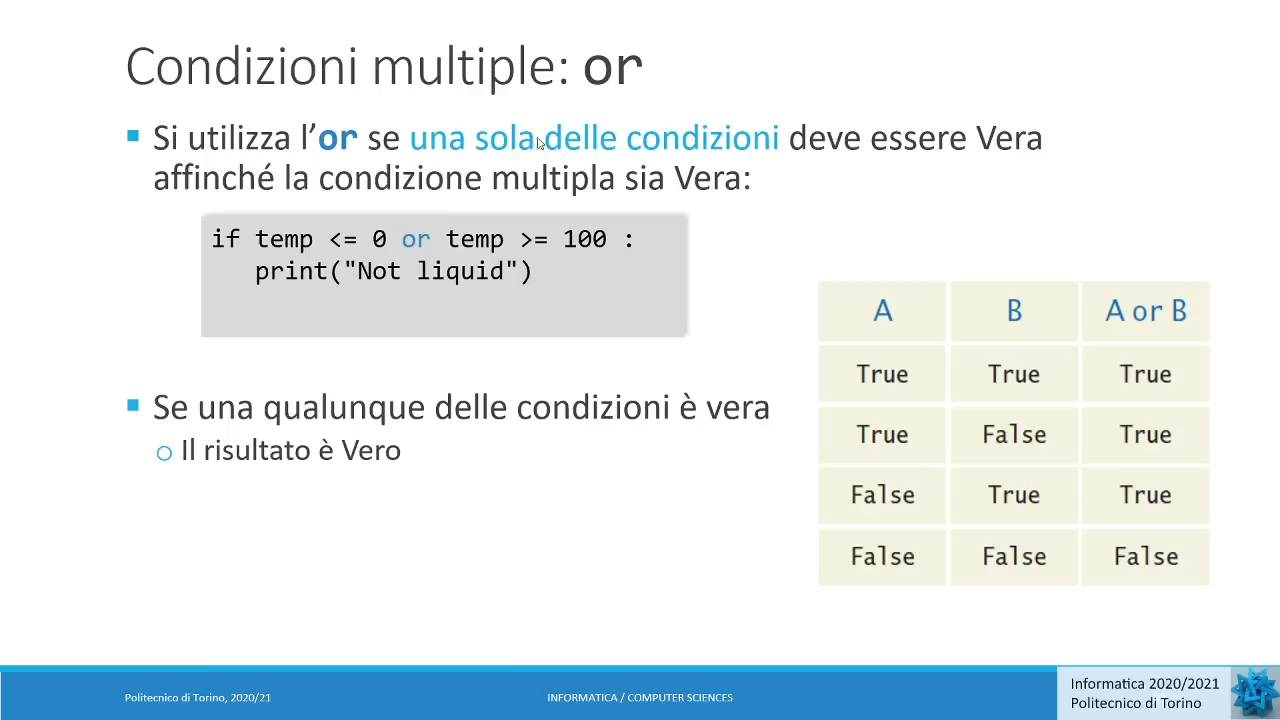 Condizioni multiple: or
▪ Si utilizza l’or se una sola delle condizioni deve essere Vera
affinché la condizione multipla sia Vera:
if temp <= 0 or temp >= 100 :
print("Not liquid")
▪ Se una qualunque delle condizioni è vera
o Il risultato è Vero
A B A or B
True True True
True False True
False True True
False False False
Politecnico di Torino, 2020/21
INFORMATICA / COMPUTER SCIENCES
Informatica 2020/2021
Politecnico di Torino